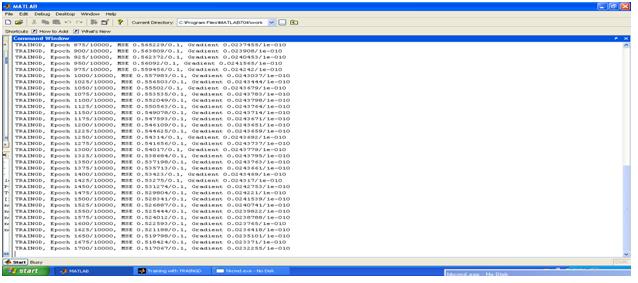 MATLAB
File Edit Debug Desktop Window Help
Current Directory: C:\Program Files\MATLAB704\work
Shortcuts How to Add What's New
Command Window
TRAINGD, Epoch 875/10000, MSE 0.565229/0.1, Gradient 0.0237455/1e-010
TRAINGD, Epoch 900/10000, MSE 0.563809/0.1, Gradient 0.023908/1e-010
TRAINGD, Epoch 925/10000, MSE 0.562372/0.1, Gradient 0.0240453/1e-010
TRAINGD, Epoch 950/10000, MSE 0.56092/0.1, Gradient 0.0241565/1e-010
TRAINGD, Epoch 975/10000, MSE 0.559456/0.1, Gradient 0.024242/1e-010
TRAINGD, Epoch 1000/10000, MSE 0.557983/0.1, Gradient 0.0243037/1e-010
TRAINGD, Epoch 1025/10000, MSE 0.556503/0.1, Gradient 0.0243444/1e-010
TRAINGD, Epoch 1050/10000, MSE 0.55502/0.1, Gradient 0.0243679/1e-010
TRAINGD, Epoch 1075/10000, MSE 0.553535/0.1, Gradient 0.0243783/1e-010
TRAINGD, Epoch 1100/10000, MSE 0.552049/0.1, Gradient 0.0243798/1e-010
TRAINGD, Epoch 1125/10000, MSE 0.550563/0.1, Gradient 0.0243764/1e-010
TRAINGD, Epoch 1150/10000, MSE 0.549078/0.1, Gradient 0.0243714/1e-010
TRAINGD, Epoch 1175/10000, MSE 0.547593/0.1, Gradient 0.0243671/1e-010
TRAINGD, Epoch 1200/10000, MSE 0.546109/0.1, Gradient 0.0243651/1e-010
TRAINGD, Epoch 1225/10000, MSE 0.544625/0.1, Gradient 0.0243659/1e-010
TRAINGD, Epoch 1250/10000, MSE 0.54314/0.1, Gradient 0.0243692/1e-010
TRAINGD, Epoch 1275/10000, MSE 0.541656/0.1, Gradient 0.0243737/1e-010
TRAINGD, Epoch 1300/10000, MSE 0.54017/0.1, Gradient 0.0243779/1e-010
TRAINGD, Epoch 1325/10000, MSE 0.538684/0.1, Gradient 0.0243795/1e-010
TRAINGD, Epoch 1350/10000, MSE 0.537198/0.1, Gradient 0.0243763/1e-010
TRAINGD, Epoch 1375/10000, MSE 0.535713/0.1, Gradient 0.0243661/1e-010
TRAINGD, Epoch 1400/10000, MSE 0.53423/0.1, Gradient 0.0243469/1e-010
TRAINGD, Epoch 1425/10000, MSE 0.53275/0.1, Gradient 0.024317/1e-010
TRAINGD, Epoch 1450/10000, MSE 0.531274/0.1, Gradient 0.0242753/1e-010
TRAINGD, Epoch 1475/10000, MSE 0.529804/0.1, Gradient 0.024221/1e-010
TRAINGD, Epoch 1500/10000, MSE 0.528341/0.1, Gradient 0.0241539/1e-010
TRAINGD, Epoch 1525/10000, MSE 0.526887/0.1, Gradient 0.0240741/1e-010
TRAINGD, Epoch 1550/10000, MSE 0.525444/0.1, Gradient 0.0239822/1e-010
TRAINGD, Epoch 1575/10000, MSE 0.524012/0.1, Gradient 0.0238788/1e-010
TRAINGD, Epoch 1600/10000, MSE 0.522593/0.1, Gradient 0.023765/1e-010
TRAINGD, Epoch 1625/10000, MSE 0.521188/0.1, Gradient 0.0236418/1e-010
TRAINGD, Epoch 1650/10000, MSE 0.519798/0.1, Gradient 0.0235101/1e-010
TRAINGD, Epoch 1675/10000, MSE 0.518424/0.1, Gradient 0.023371/1e-010
TRAINGD, Epoch 1700/10000, MSE 0.517067/0.1, Gradient 0.0232255/1e-010
Start Busy
start MATLAB Training with TRAINGD Nkcmd.exe - No Disk
Nkcmd.exe - No Disk